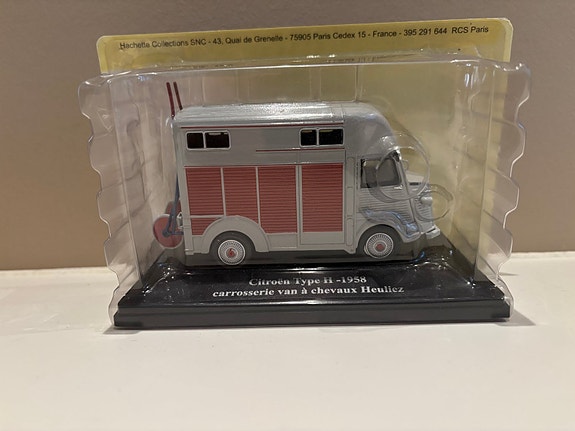 Hachette Collections SNC - 43, Quai de Grenelle - 75905 Paris Cedex 15 - France - 395 291 644 RCS Paris
Citroën Type H -1958
carrosserie van à chevaux Heuliez